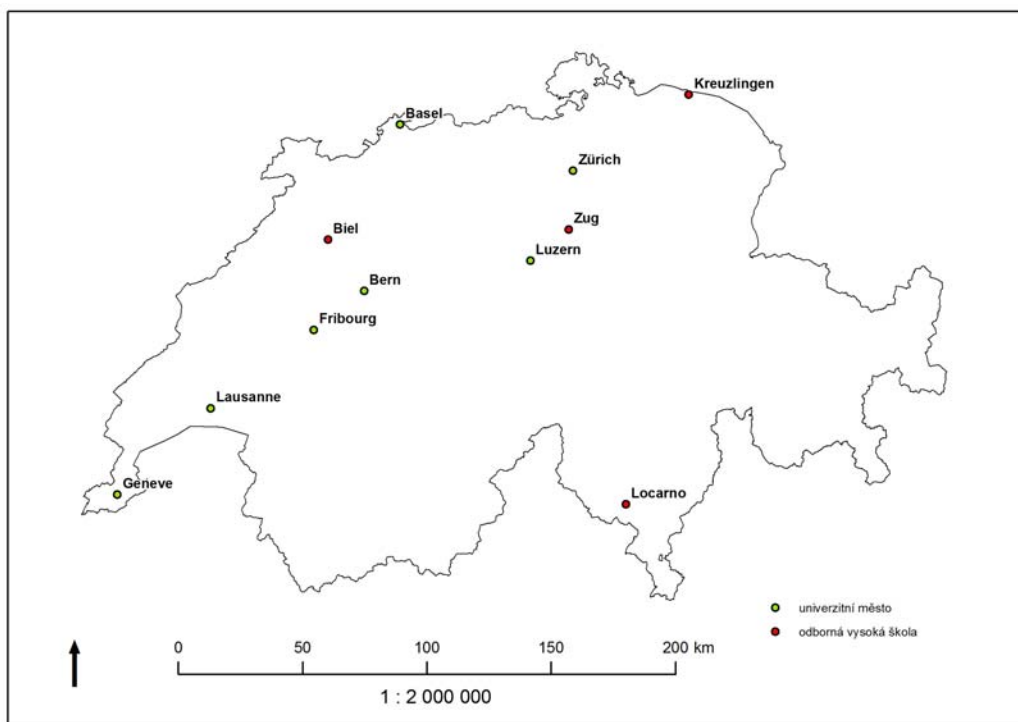 Kreuzlingen
Basel
Zürich
Zug
Biel
Luzern
Bern
Fribourg
Lausanne
Geneve
Locarno
univerzitní město
odborná vysoká škola
0 50 100 150 200 km
1 : 2 000 000